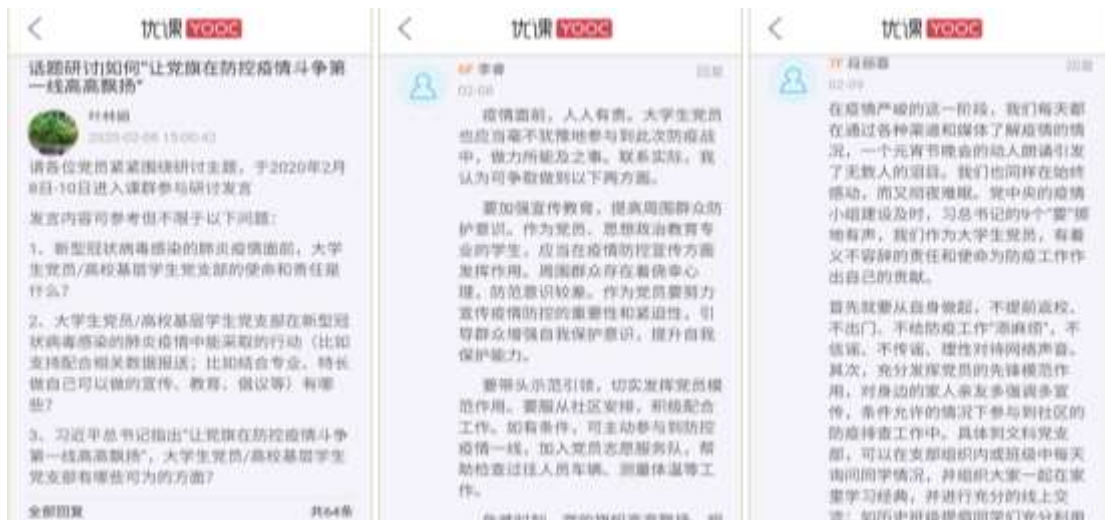 优课 YOOC
话题研讨|如何“让党旗在防控疫情斗争第
一线高高飘扬”
叶林娟
2020-02-08 15:00:43
请各位党员紧紧围绕研讨主题，于2020年2月
8日-10日进入课群参与研讨发言
发言内容可参考但不限于以下问题：
1、新型冠状病毒感染的肺炎疫情面前，大学
生党员/高校基层学生党支部的使命和责任是
什么？
2、大学生党员/高校基层学生党支部在新型冠
状病毒感染的肺炎疫情中能采取的行动（比如
支持配合相关数据报送；比如结合专业、特长
做自己可以做的宣传、教育、倡议等）有哪
些？
3、习近平总书记指出“让党旗在防控疫情斗争
第一线高高飘扬”，大学生党员/高校基层学生
党支部有哪些可为的方面？
全部回复 共64条
优课 YOOC
6F 李睿 回复
02-08
疫情面前，人人有责。大学生党员
也应当毫不犹豫地参与到此次防疫战
中，做力所能及之事。联系实际，我
认为可争取做到以下两方面。
要加强宣传教育，提高周围群众防
护意识。作为党员、思想政治教育专
业的学生，应当在疫情防控宣传方面
发挥作用。周围群众存在着侥幸心
理，防范意识较差。作为党员要努力
宣传疫情防控的重要性和紧迫性，引
导群众增强自我保护意识，提升自我
保护能力。
要带头示范引领，切实发挥党员模
范作用。要服从社区安排，积极配合
工作。如有条件，可主动参与到防控
疫情一线，加入党员志愿服务队，帮
助检查过往人员车辆、测量体温等工
作。
优课 YOOC
回复
02-09
在疫情严峻的这一阶段，我们每天都
在通过各种渠道和媒体了解疫情的情
况，一个元宵节晚会的动人朗诵引发
了无数人的泪目。我们也同样在始终
感动，而又彻夜难眠。党中央的疫情
小组建设及时，习总书记的9个“要”掷
地有声，我们作为大学生党员，有着
义不容辞的责任和使命为防疫工作作
出自己的贡献。
首先就要从自身做起，不提前返校、
不出门、不给防疫工作“添麻烦”，不
信谣、不传谣、理性对待网络声音。
其次，充分发挥党员的先锋模范作
用，对身边的家人亲友多强调多宣
传，条件允许的情况下参与到社区的
防疫排查工作中。具体到文科党支
部，可以在支部组织内或班级中每天
询问同学情况，并组织大家一起在家
里学习经典，并进行充分的线上交